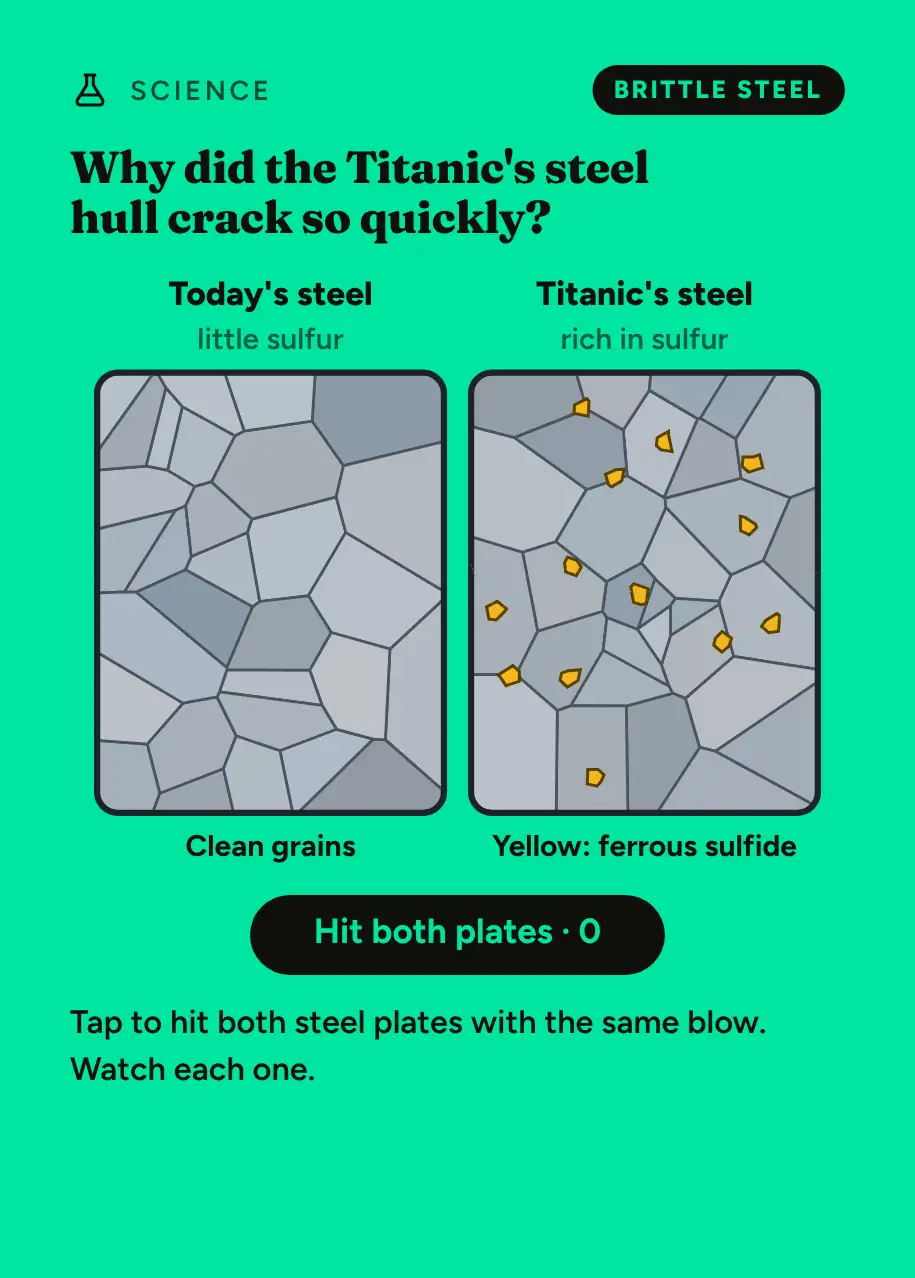 SCIENCE
BRITTLE STEEL
Why did the Titanic's steel
hull crack so quickly?
Today's steel
little sulfur
Titanic's steel
rich in sulfur
Clean grains
Yellow: ferrous sulfide
Hit both plates · 0
Tap to hit both steel plates with the same blow.
Watch each one.